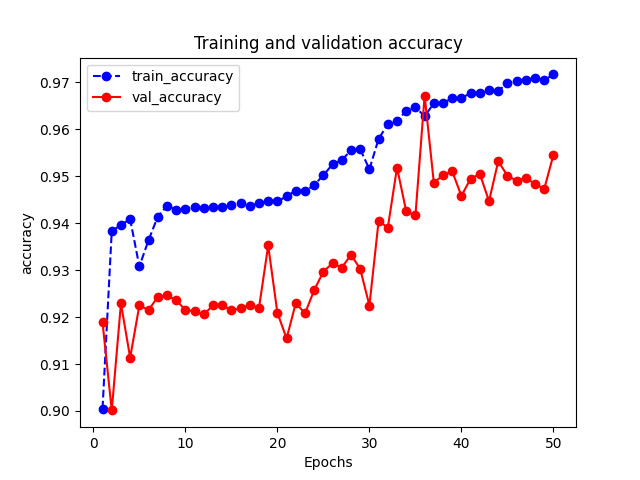 Training and validation accuracy
train_accuracy
val_accuracy
accuracy
0.97
0.96
0.95
0.94
0.93
0.92
0.91
0.90
0 10 20 30 40 50
Epochs